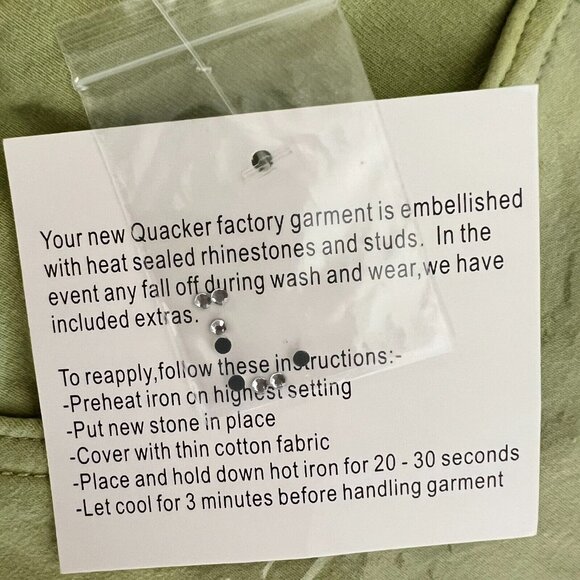 Your new Quacker factory garment is embellished
with heat sealed rhinestones and studs. In the
event any fall off during wash and wear,we have
included extras.
To reapply,follow these instructions:-
-Preheat iron on highest setting
-Put new stone in place
-Cover with thin cotton fabric
-Place and hold down hot iron for 20 - 30 seconds
-Let cool for 3 minutes before handling garment